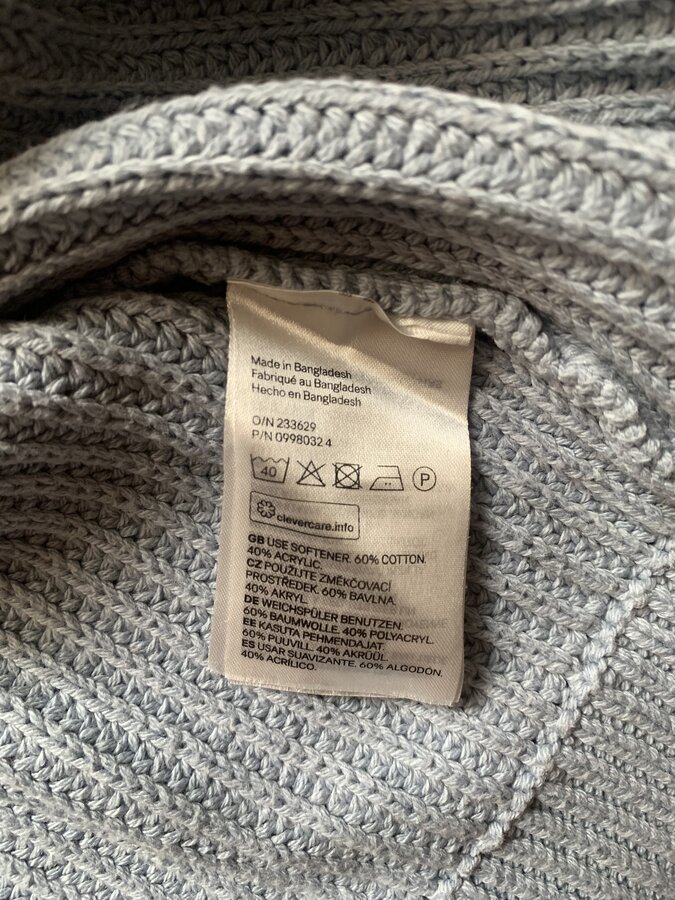 Made in Bangladesh
Fabriqué au Bangladesh
Hecho en Bangladesh
O/N 233629
P/N 0998032 4
40 P
clevercare.info
GB USE SOFTENER. 60% COTTON.
40% ACRYLIC.
CZ POUŽIJTE ZMĚKČOVACÍ
PROSTŘEDEK. 60% BAVLNA.
40% AKRYL.
DE WEICHSPÜLER BENUTZEN.
60% BAUMWOLLE. 40% POLYACRYL.
EE KASUTA PEHMENDAJAT.
60% PUUVILL. 40% AKRÜÜL.
ES USAR SUAVIZANTE. 60% ALGODÓN.
40% ACRÍLICO.